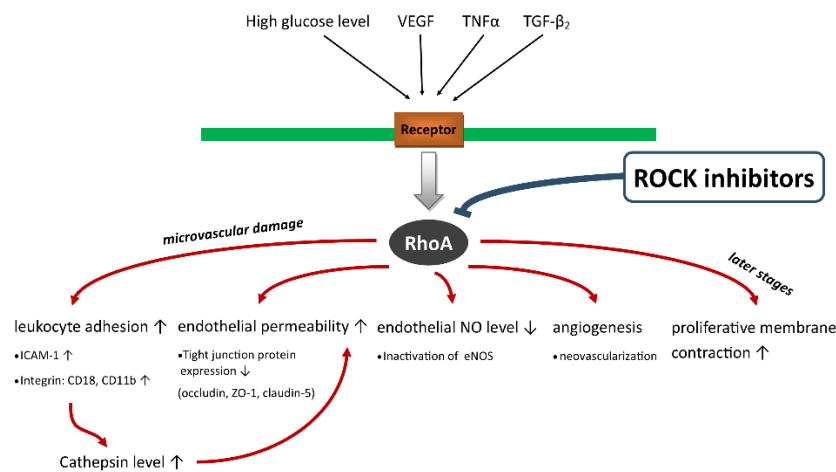 High glucose level VEGF TNFα TGF-β₂
Receptor
ROCK inhibitors
RhoA
microvascular damage
later stages
leukocyte adhesion ↑
•ICAM-1 ↑
•Integrin: CD18, CD11b ↑
endothelial permeability ↑
•Tight junction protein
expression ↓
(occludin, ZO-1, claudin-5)
endothelial NO level ↓
•Inactivation of eNOS
angiogenesis
•neovascularization
proliferative membrane
contraction ↑
Cathepsin level ↑